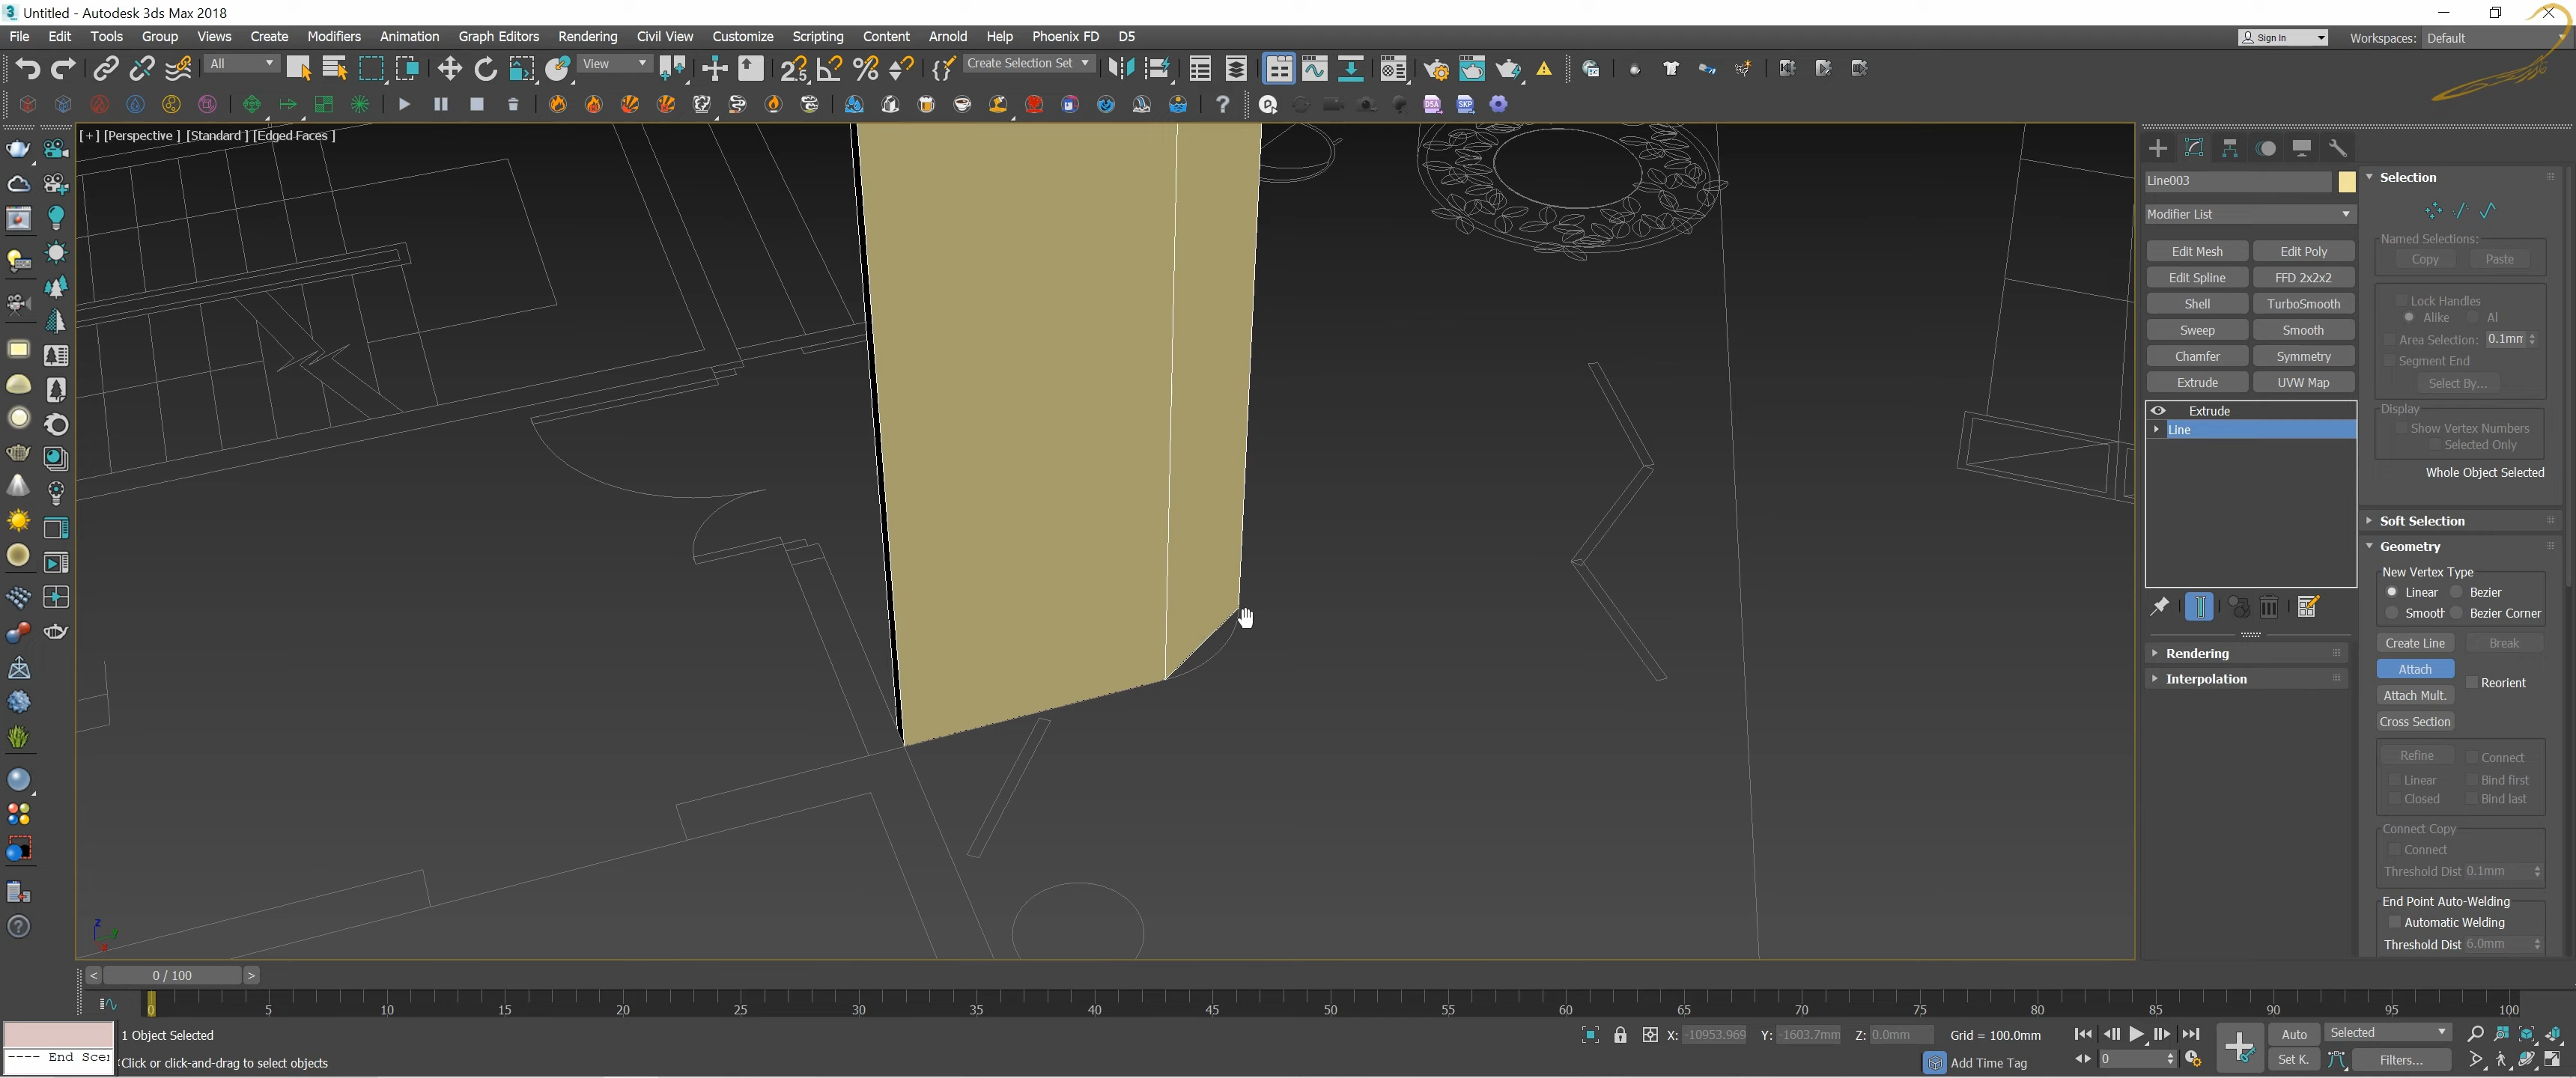 Untitled - Autodesk 3ds Max 2018
File Edit Tools Group Views Create Modifiers Animation Graph Editors Rendering Civil View Customize Scripting Content Arnold Help Phoenix FD D5
Sign In Workspaces: Default
All View Create Selection Set
[+] [Perspective ] [Standard ] [Edged Faces ]
Line003
Modifier List
Edit Mesh Edit Poly
Edit Spline FFD 2x2x2
Shell TurboSmooth
Sweep Smooth
Chamfer Symmetry
Extrude UVW Map
Extrude
Line
Rendering
Interpolation
Selection
Named Selections:
Copy Paste
Lock Handles
Alike Al
Area Selection: 0.1mm
Segment End
Select By...
Display
Show Vertex Numbers
Selected Only
Whole Object Selected
Soft Selection
Geometry
New Vertex Type
Linear Bezier
Smooth Bezier Corner
Create Line Break
Attach
Reorient
Attach Mult.
Cross Section
Refine Connect
Linear Bind first
Closed Bind last
Connect Copy
Connect
Threshold Dist 0.1mm
End Point Auto-Welding
Automatic Welding
Threshold Dist 6.0mm
z
< 0 / 100 >
0 5 10 15 20 25 30 35 40 45 50 55 60 65 70 75 80 85 90 95 100
1 Object Selected
X: -10953.969 Y: -1603.7mm Z: 0.0mm Grid = 100.0mm
Auto Selected
---- End Scer
Click or click-and-drag to select objects
Add Time Tag
0
Set K. Filters...